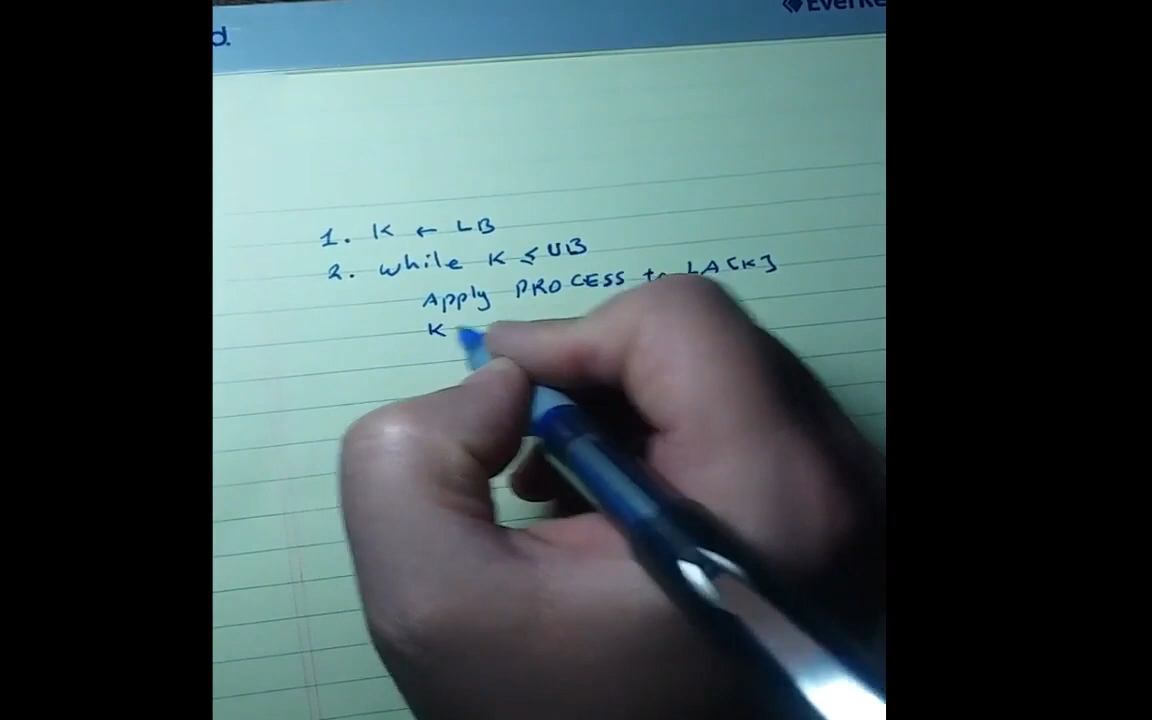 d.
1. K ← LB
2. while K ≤ UB
Apply PROCESS to LA[K]
K